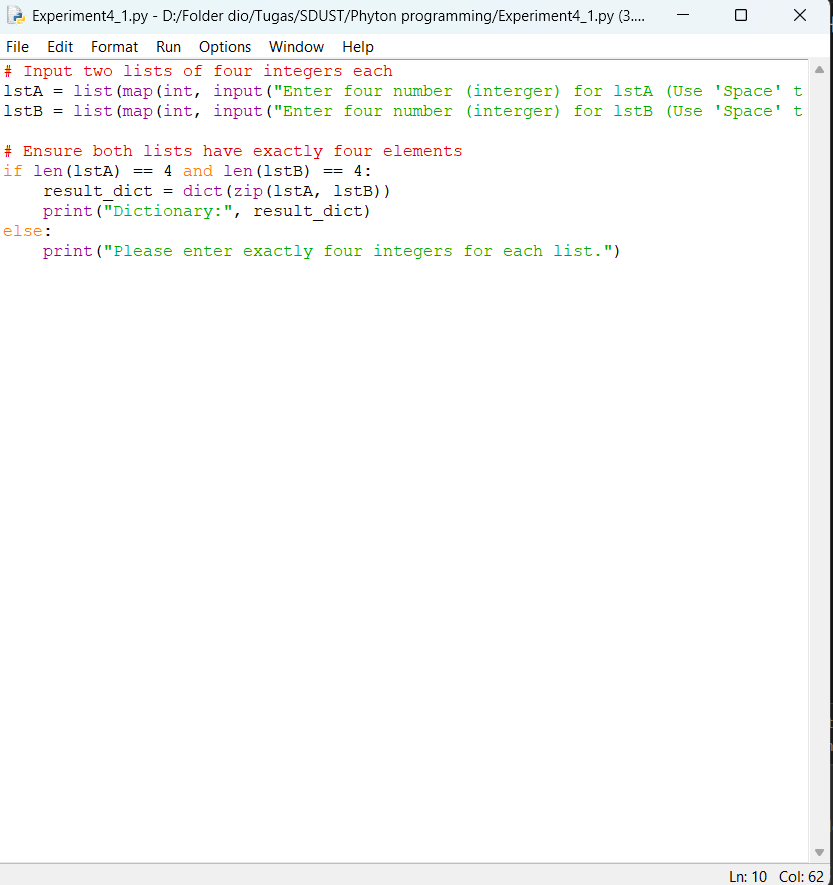 Experiment4_1.py - D:/Folder dio/Tugas/SDUST/Phyton programming/Experiment4_1.py (3....
File Edit Format Run Options Window Help
# Input two lists of four integers each
lstA = list(map(int, input("Enter four number (interger) for lstA (Use 'Space' t
lstB = list(map(int, input("Enter four number (interger) for lstB (Use 'Space' t
# Ensure both lists have exactly four elements
if len(lstA) == 4 and len(lstB) == 4:
    result_dict = dict(zip(lstA, lstB))
    print("Dictionary:", result_dict)
else:
    print("Please enter exactly four integers for each list.")
Ln: 10 Col: 62